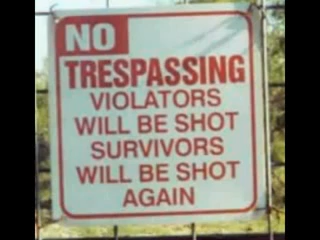 NO
TRESPASSING
VIOLATORS
WILL BE SHOT
SURVIVORS
WILL BE SHOT
AGAIN